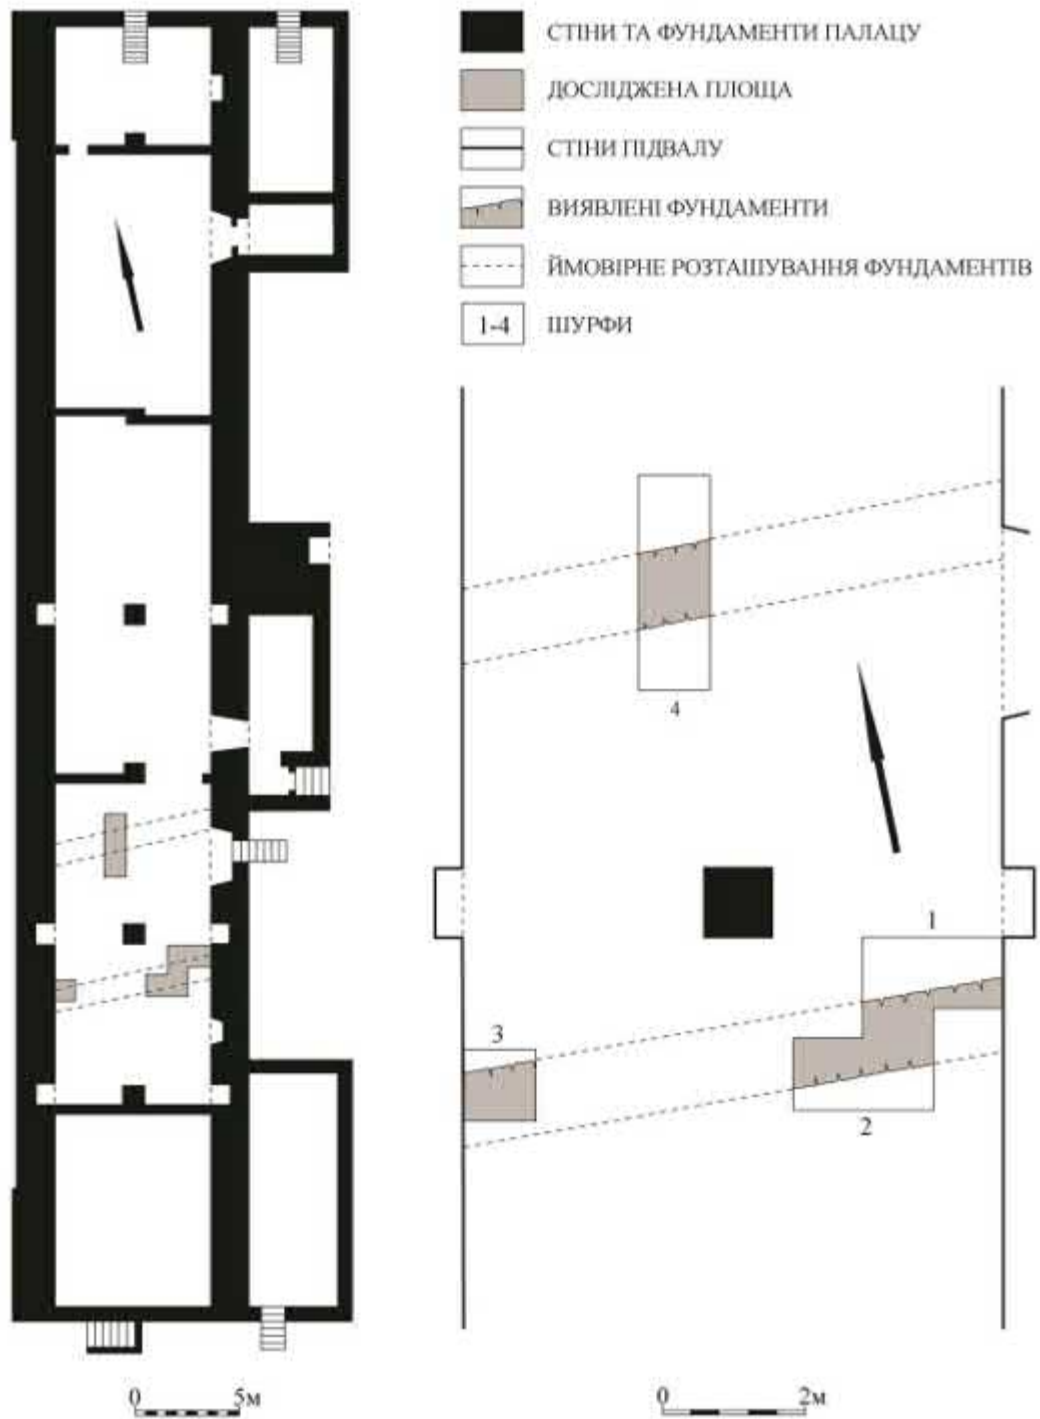 СТІНИ ТА ФУНДАМЕНТИ ПАЛАЦУ
ДОСЛІДЖЕНА ПЛОЩА
СТІНИ ПІДВАЛУ
ВИЯВЛЕНІ ФУНДАМЕНТИ
ЙМОВІРНЕ РОЗТАШУВАННЯ ФУНДАМЕНТІВ
1-4 ШУРФИ
4
1
3
2
0 5м
0 2м